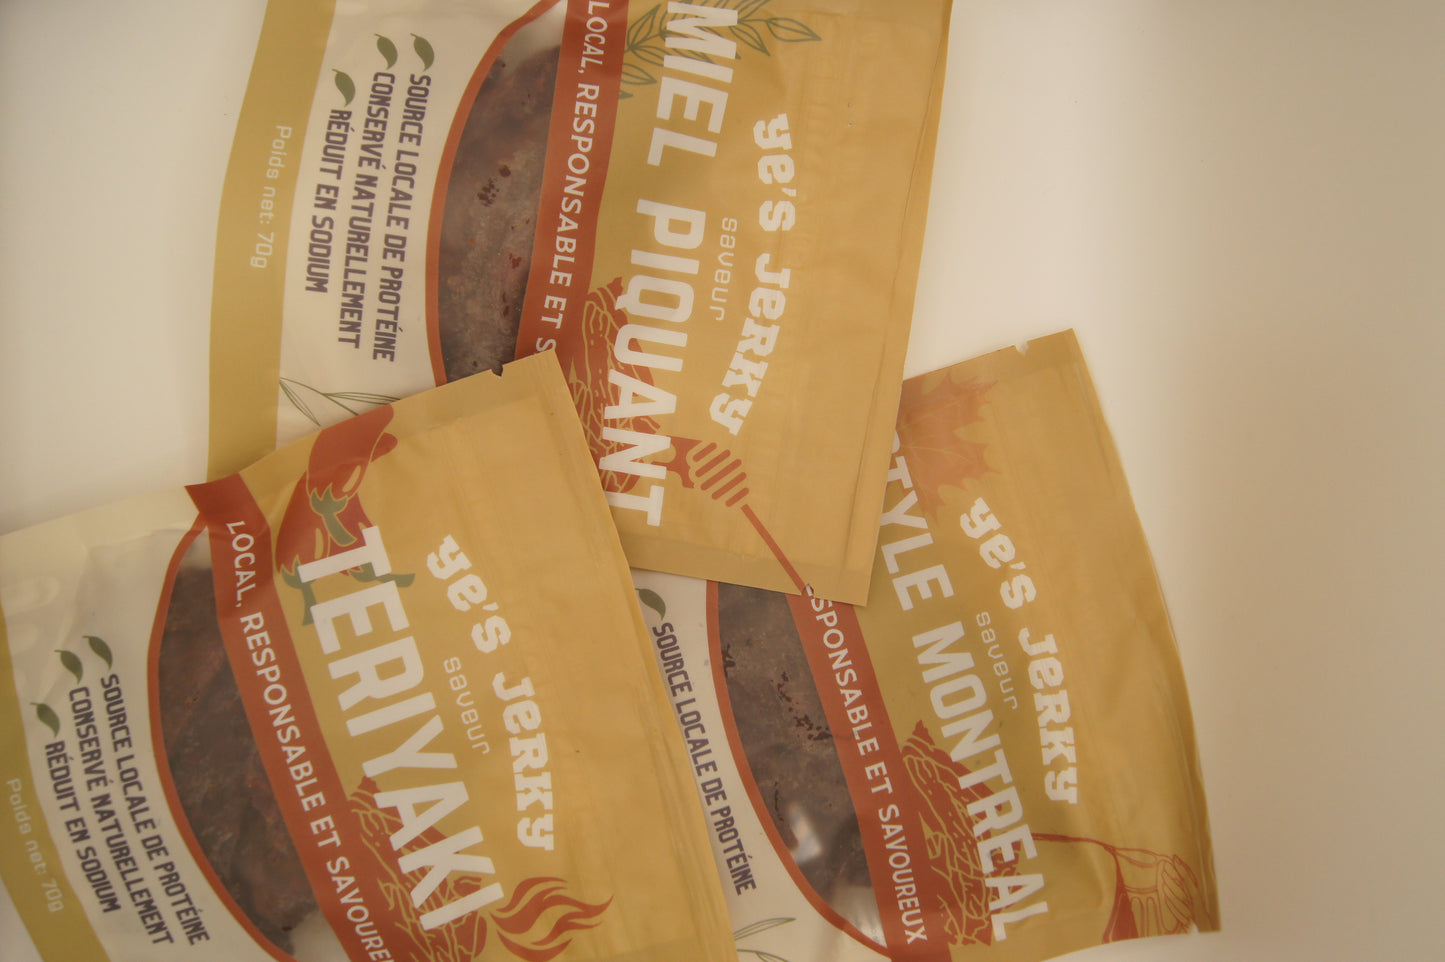 ye's Jerky
saveur
MIEL PIQUANT
LOCAL, RESPONSABLE ET S
SOURCE LOCALE DE PROTÉINE
CONSERVÉ NATURELLEMENT
RÉDUIT EN SODIUM
Poids net: 70g
ye's Jerky
saveur
TERIYAKI
LOCAL, RESPONSABLE ET SAVOURE
SOURCE LOCALE DE PROTÉINE
CONSERVÉ NATURELLEMENT
RÉDUIT EN SODIUM
Poids net: 70g
ye's Jerky
saveur
STYLE MONTREAL
SPONSABLE ET SAVOUREUX
SOURCE LOCALE DE PROTÉINE